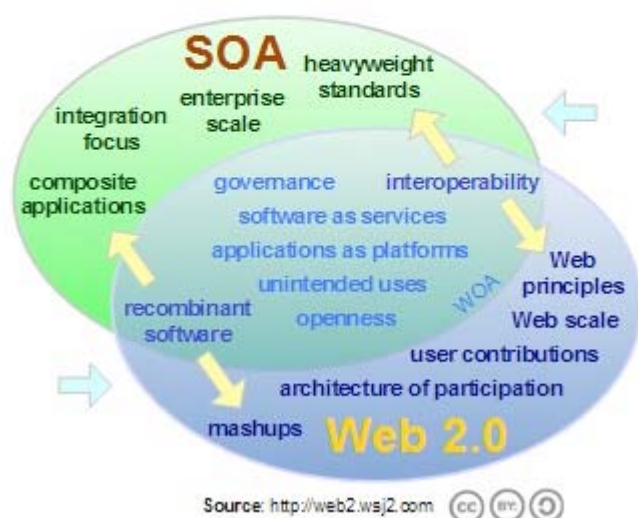 SOA
heavyweight
standards
enterprise
scale
integration
focus
composite
applications
governance
interoperability
software as services
applications as platforms
unintended uses
openness
recombinant
software
WOA
Web
principles
Web scale
user contributions
architecture of participation
mashups
Web 2.0
Source: http://web2.wsj2.com
cc BY: